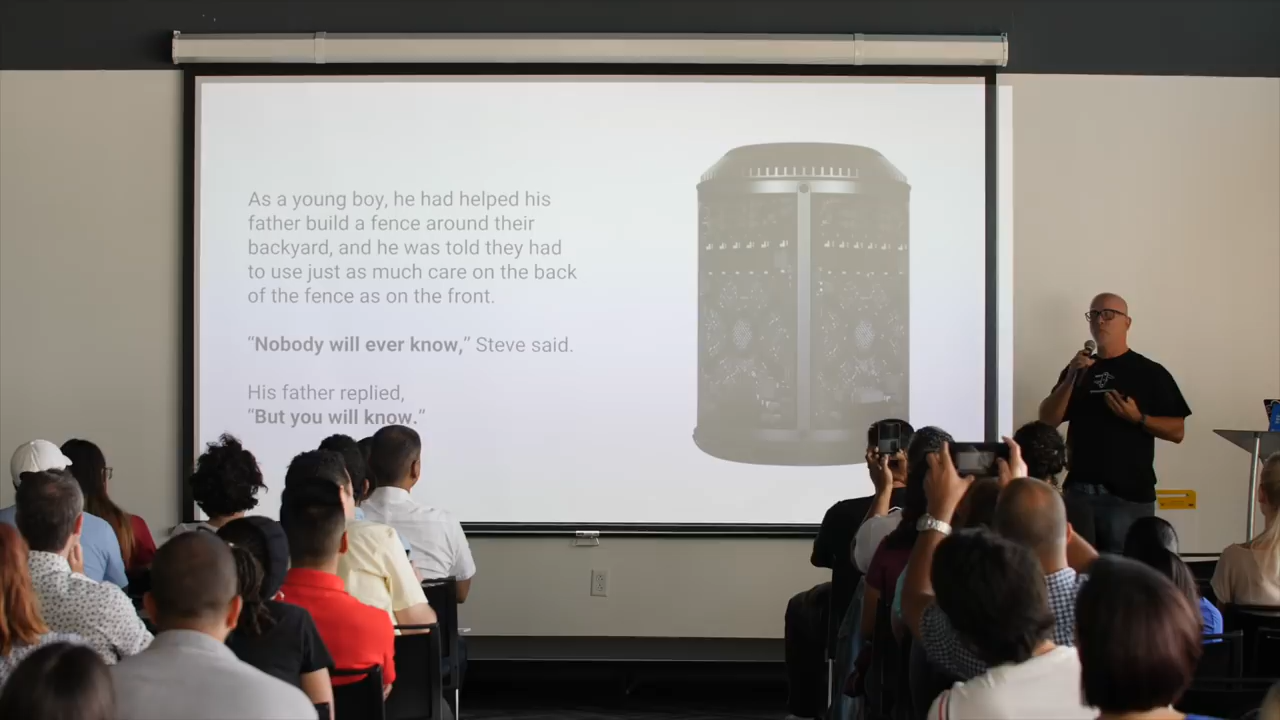 As a young boy, he had helped his
father build a fence around their
backyard, and he was told they had
to use just as much care on the back
of the fence as on the front.
“Nobody will ever know,” Steve said.
His father replied,
“But you will know.”